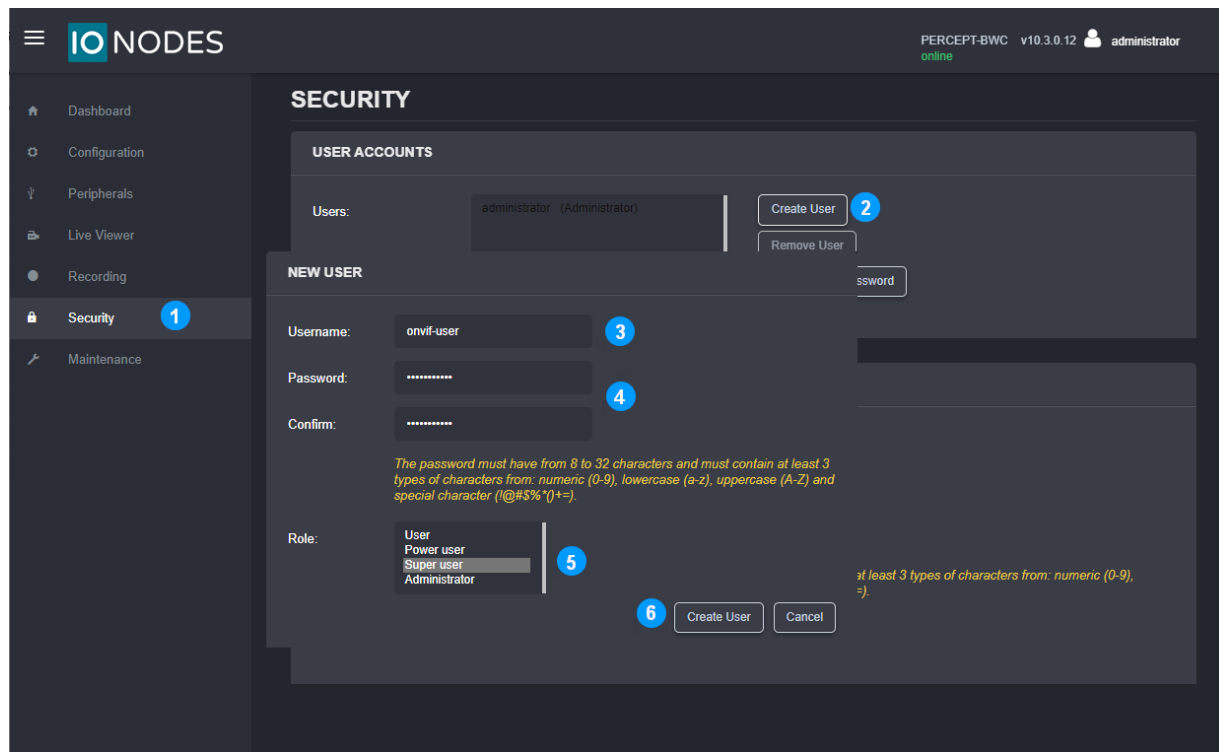 IO NODES
PERCEPT-BWC v10.3.0.12 administrator
online
Dashboard
Configuration
Peripherals
Live Viewer
Recording
Security 1
Maintenance
SECURITY
USER ACCOUNTS
Users:
administrator (Administrator)
Create User 2
Remove User
ssword
NEW USER
Username: onvif-user 3
Password: •••••••••••
4
Confirm: •••••••••••
The password must have from 8 to 32 characters and must contain at least 3
types of characters from: numeric (0-9), lowercase (a-z), uppercase (A-Z) and
special character (!@#$%*()+=).
Role:
User
Power user
Super user
Administrator
5
at least 3 types of characters from: numeric (0-9),
=).
6 Create User Cancel